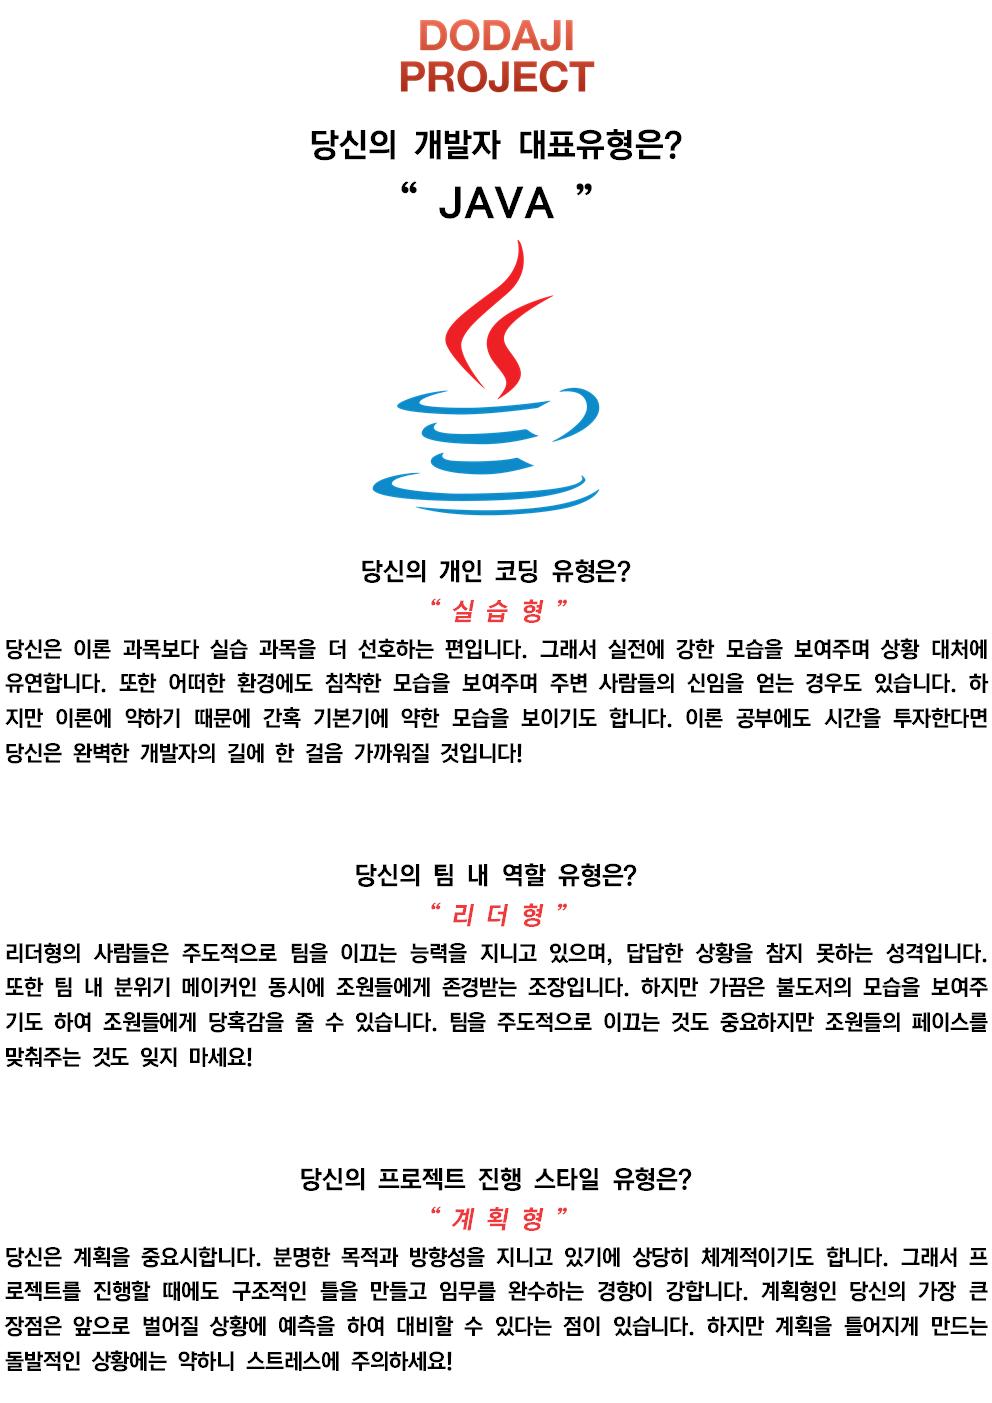 DODAJI
PROJECT
당신의 개발자 대표유형은?
“ JAVA ”
당신의 개인 코딩 유형은?
“ 실 습 형 ”
당신은 이론 과목보다 실습 과목을 더 선호하는 편입니다. 그래서 실전에 강한 모습을 보여주며 상황 대처에
유연합니다. 또한 어떠한 환경에도 침착한 모습을 보여주며 주변 사람들의 신임을 얻는 경우도 있습니다. 하
지만 이론에 약하기 때문에 간혹 기본기에 약한 모습을 보이기도 합니다. 이론 공부에도 시간을 투자한다면
당신은 완벽한 개발자의 길에 한 걸음 가까워질 것입니다!
당신의 팀 내 역할 유형은?
“ 리 더 형 ”
리더형의 사람들은 주도적으로 팀을 이끄는 능력을 지니고 있으며, 답답한 상황을 참지 못하는 성격입니다.
또한 팀 내 분위기 메이커인 동시에 조원들에게 존경받는 조장입니다. 하지만 가끔은 불도저의 모습을 보여주
기도 하여 조원들에게 당혹감을 줄 수 있습니다. 팀을 주도적으로 이끄는 것도 중요하지만 조원들의 페이스를
맞춰주는 것도 잊지 마세요!
당신의 프로젝트 진행 스타일 유형은?
“ 계 획 형 ”
당신은 계획을 중요시합니다. 분명한 목적과 방향성을 지니고 있기에 상당히 체계적이기도 합니다. 그래서 프
로젝트를 진행할 때에도 구조적인 틀을 만들고 임무를 완수하는 경향이 강합니다. 계획형인 당신의 가장 큰
장점은 앞으로 벌어질 상황에 예측을 하여 대비할 수 있다는 점이 있습니다. 하지만 계획을 틀어지게 만드는
돌발적인 상황에는 약하니 스트레스에 주의하세요!